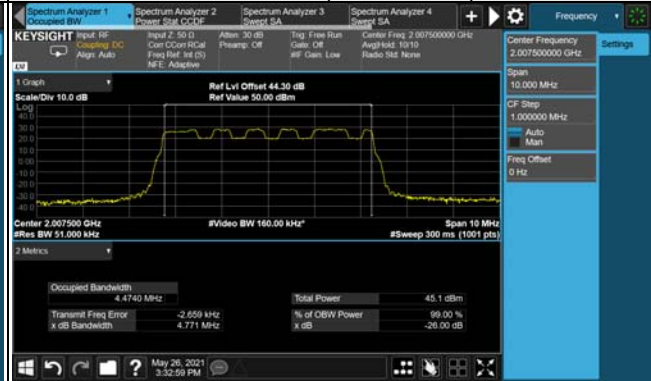 Spectrum Analyzer 1
Occupied BW
Spectrum Analyzer 2
Power Stat CCDF
Spectrum Analyzer 3
Swept SA
Spectrum Analyzer 4
Swept SA
Frequency
KEYSIGHT
Input: RF
Coupling: DC
Align: Auto
Input Z: 50 Ω
Corr CCorr RCal
Freq Ref: Int (S)
NFE: Adaptive
Atten: 30 dB
Preamp: Off
Trig: Free Run
Gate: Off
#IF Gain: Low
Center Freq: 2.007500000 GHz
Avg|Hold: 10/10
Radio Std: None
Center Frequency
2.007500000 GHz
Settings
Span
10.000 MHz
CF Step
1.000000 MHz
Auto
Man
Freq Offset
0 Hz
1 Graph
Scale/Div 10.0 dB
Ref Lvl Offset 44.30 dB
Ref Value 50.00 dBm
Log
40.0
30.0
20.0
10.0
0.00
-10.0
-20.0
-30.0
-40.0
Center 2.007500 GHz
#Res BW 51.000 kHz
#Video BW 160.00 kHz*
Span 10 MHz
#Sweep 300 ms (1001 pts)
2 Metrics
Occupied Bandwidth
4.4740 MHz
Total Power
45.1 dBm
Transmit Freq Error
-2.659 kHz
% of OBW Power
99.00 %
x dB Bandwidth
4.771 MHz
x dB
-26.00 dB
May 26, 2021
3:32:59 PM